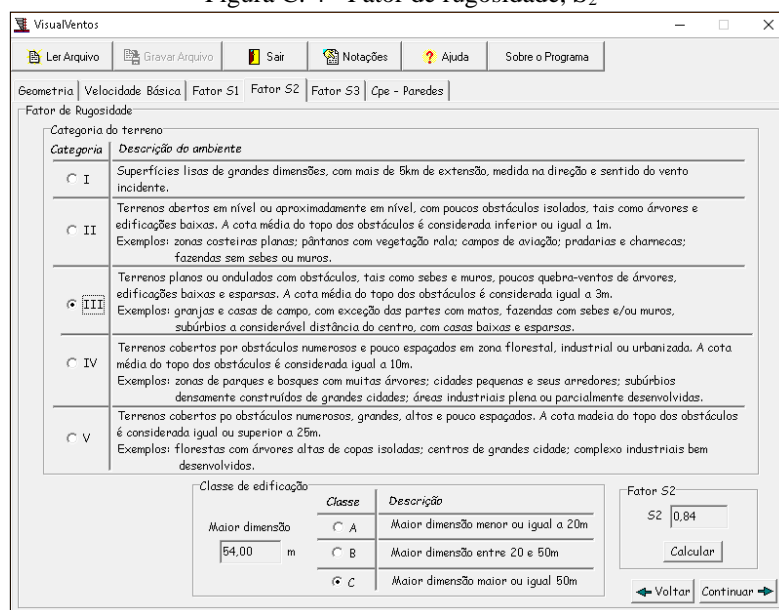 Figura C. 4 - Fator de rugosidade, S2
VisualVentos
Ler Arquivo Gravar Arquivo Sair Notações Ajuda Sobre o Programa
Geometria Velocidade Básica Fator S1 Fator S2 Fator S3 Cpe - Paredes
Fator de Rugosidade
Categoria do terreno
Categoria Descrição do ambiente
I Superfícies lisas de grandes dimensões, com mais de 5km de extensão, medida na direção e sentido do vento
incidente.
Terrenos abertos em nível ou aproximadamente em nível, com poucos obstáculos isolados, tais como árvores e
II edificações baixas. A cota média do topo dos obstáculos é considerada inferior ou igual a 1m.
Exemplos: zonas costeiras planas; pântanos com vegetação rala; campos de aviação; pradarias e charnecas;
fazendas sem sebes ou muros.
Terrenos planos ou ondulados com obstáculos, tais como sebes e muros, poucos quebra-ventos de árvores,
III edificações baixas e esparsas. A cota média do topo dos obstáculos é considerada igual a 3m.
Exemplos: granjas e casas de campo, com exceção das partes com matos, fazendas com sebes e/ou muros,
subúrbios a considerável distância do centro, com casas baixas e esparsas.
Terrenos cobertos por obstáculos numerosos e pouco espaçados em zona florestal, industrial ou urbanizada. A cota
IV média do topo dos obstáculos é considerada igual a 10m.
Exemplos: zonas de parques e bosques com muitas árvores; cidades pequenas e seus arredores; subúrbios
densamente construídos de grandes cidades; áreas industriais plena ou parcialmente desenvolvidas.
Terrenos cobertos po obstáculos numerosos, grandes, altos e pouco espaçados. A cota madeia do topo dos obstáculos
V é considerada igual ou superior a 25m.
Exemplos: florestas com árvores altas de copas isoladas; centros de grandes cidade; complexo industriais bem
desenvolvidos.
Classe de edificação
Classe Descrição
Maior dimensão
54,00 m
A Maior dimensão menor ou igual a 20m
B Maior dimensão entre 20 e 50m
C Maior dimensão maior ou igual 50m
Fator S2
S2 0,84
Calcular
Voltar Continuar